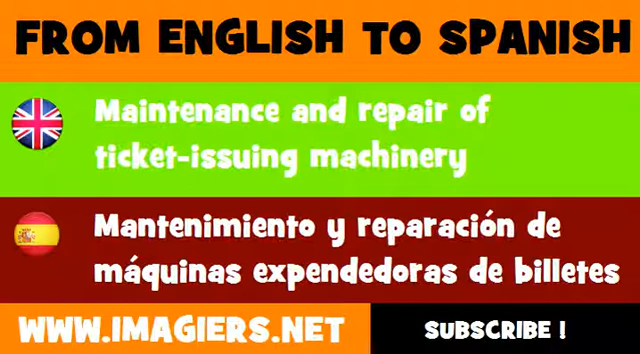 FROM ENGLISH TO SPANISH
Maintenance and repair of
ticket-issuing machinery
Mantenimiento y reparación de
máquinas expendedoras de billetes
WWW.IMAGIERS.NET
SUBSCRIBE !